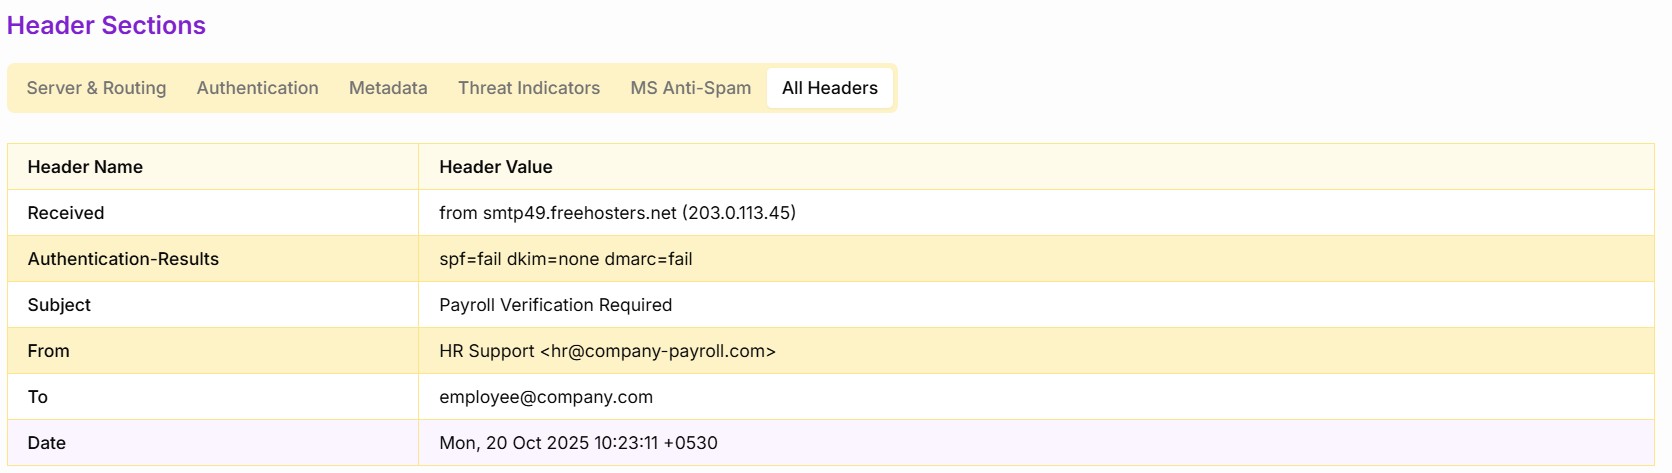 Header Sections
Server & Routing Authentication Metadata Threat Indicators MS Anti-Spam All Headers
Header Name Header Value
Received from smtp49.freehosters.net (203.0.113.45)
Authentication-Results spf=fail dkim=none dmarc=fail
Subject Payroll Verification Required
From HR Support <hr@company-payroll.com>
To employee@company.com
Date Mon, 20 Oct 2025 10:23:11 +0530